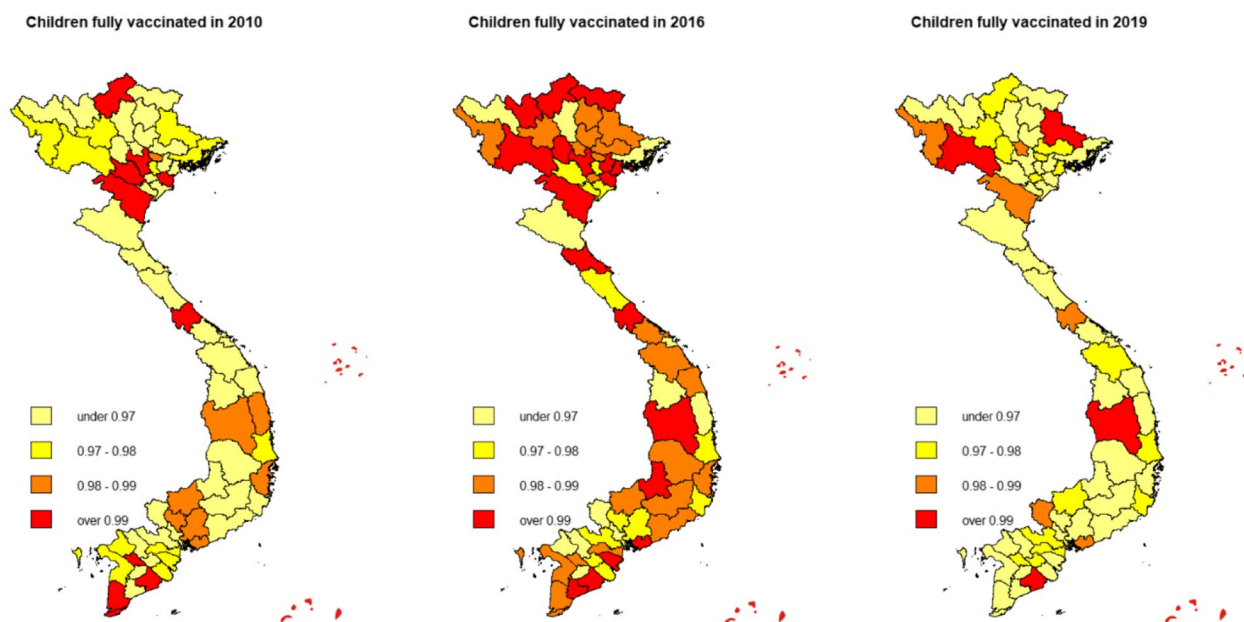 Children fully vaccinated in 2010
under 0.97
0.97 - 0.98
0.98 - 0.99
over 0.99
Children fully vaccinated in 2016
under 0.97
0.97 - 0.98
0.98 - 0.99
over 0.99
Children fully vaccinated in 2019
under 0.97
0.97 - 0.98
0.98 - 0.99
over 0.99